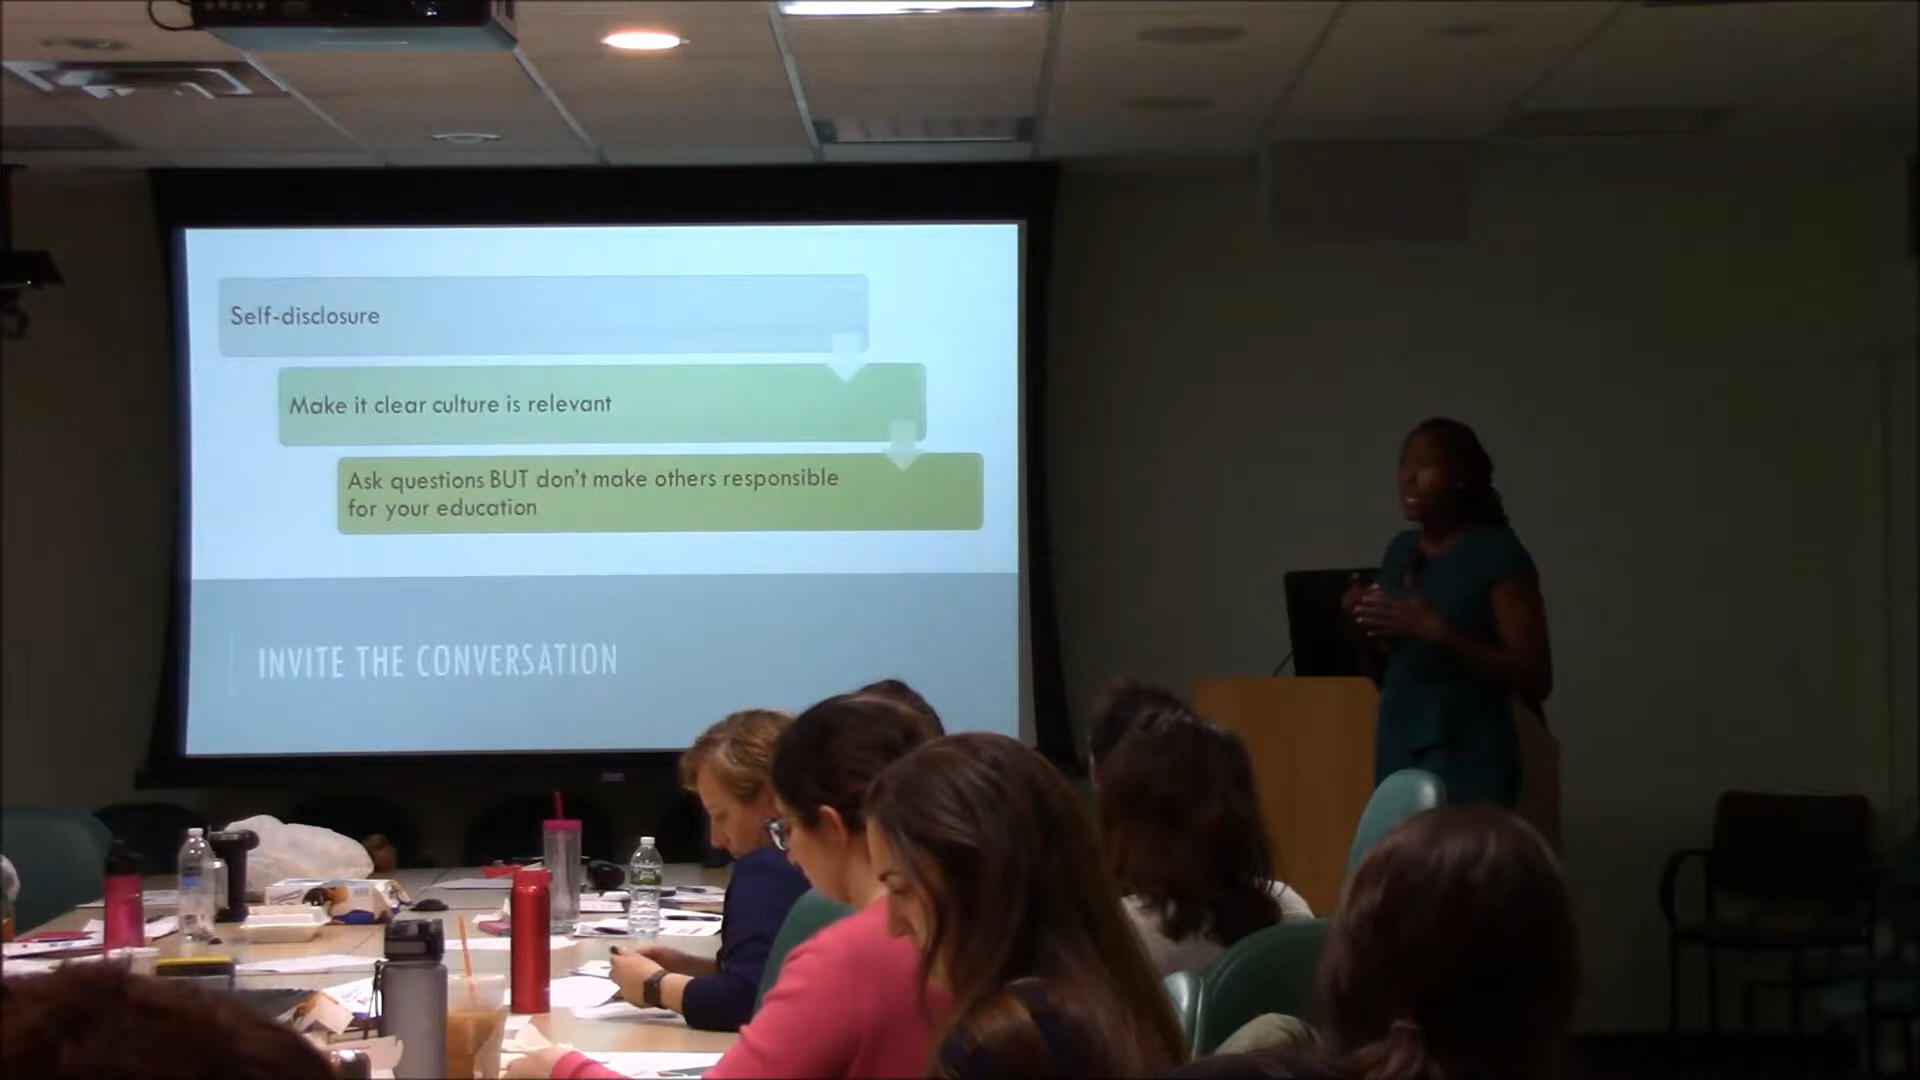 Self-disclosure
Make it clear culture is relevant
Ask questions BUT don't make others responsible
for your education
INVITE THE CONVERSATION